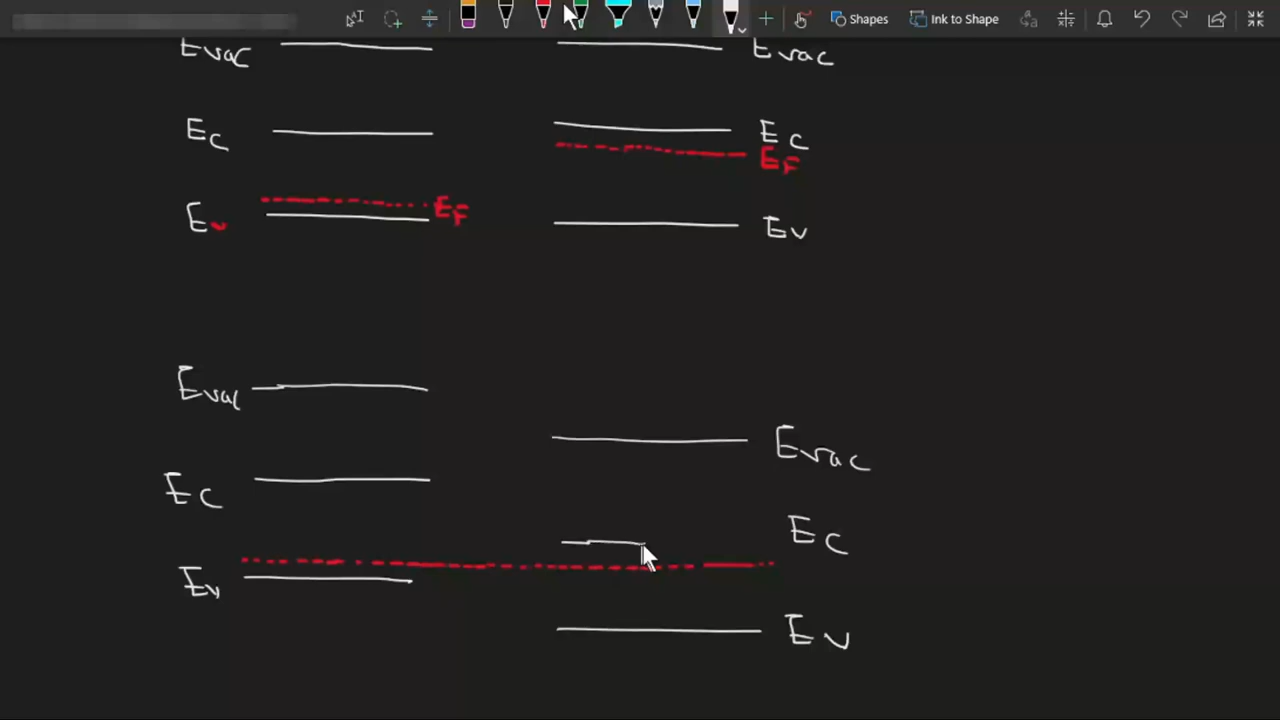 Shapes Ink to Shape
Evac Evac
Ec Ec
EF
Ev EF Ev
Evac
Evac
Ec
Ec
Ev
Ev